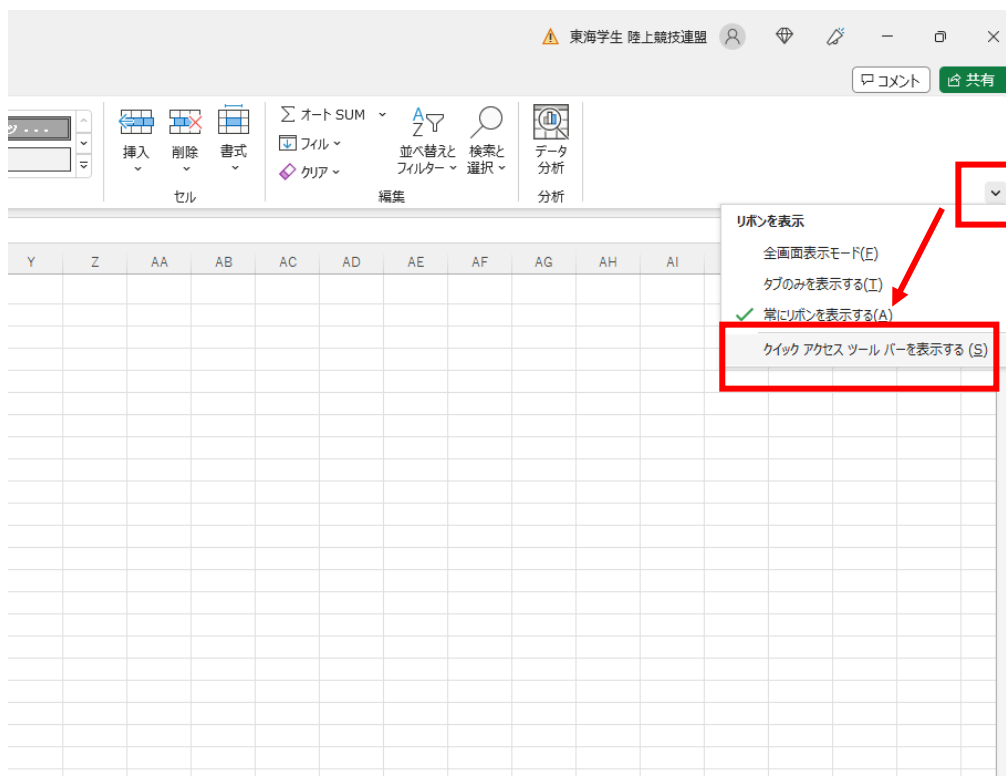 東海学生 陸上競技連盟
コメント 共有
ツ . . .
挿入 削除 書式
セル
オート SUM
フィル
クリア
並べ替えと
フィルター
検索と
選択
編集
データ
分析
分析
リボンを表示
全画面表示モード(F)
タブのみを表示する(T)
常にリボンを表示する(A)
クイック アクセス ツール バーを表示する (S)
Y Z AA AB AC AD AE AF AG AH AI